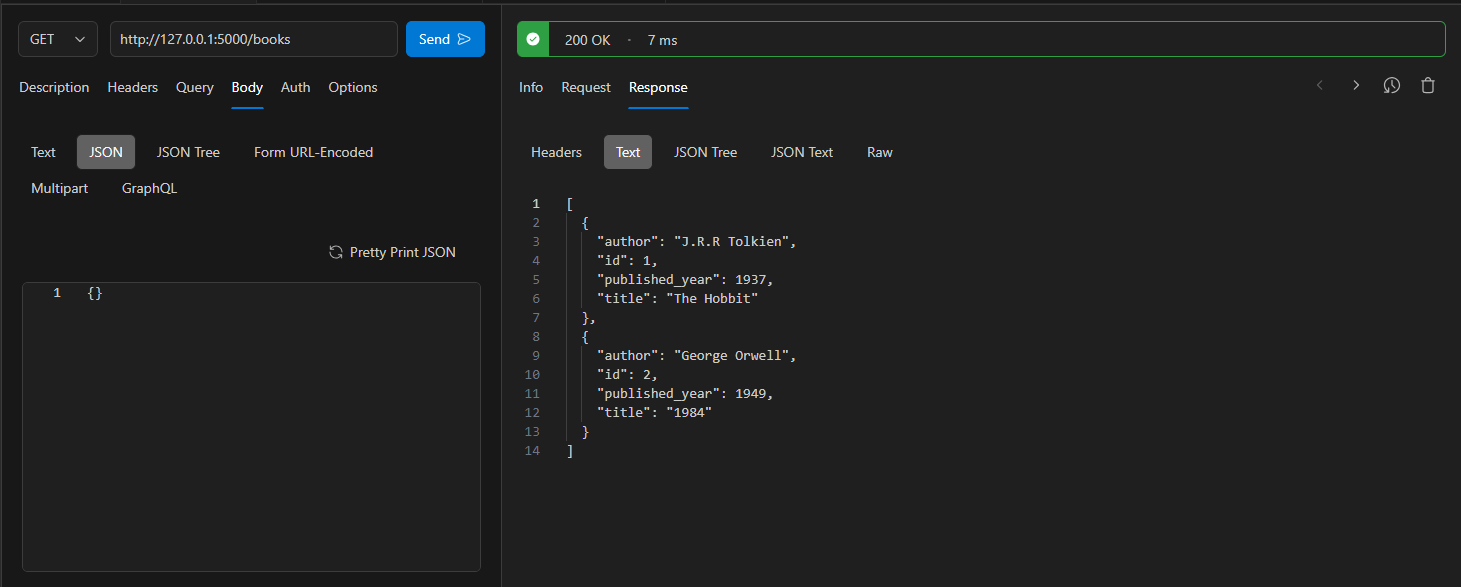 GET http://127.0.0.1:5000/books Send
Description Headers Query Body Auth Options
Text JSON JSON Tree Form URL-Encoded
Multipart GraphQL
Pretty Print JSON
1 {}
200 OK · 7 ms
Info Request Response
Headers Text JSON Tree JSON Text Raw
1 [
2 {
3 "author": "J.R.R Tolkien",
4 "id": 1,
5 "published_year": 1937,
6 "title": "The Hobbit"
7 },
8 {
9 "author": "George Orwell",
10 "id": 2,
11 "published_year": 1949,
12 "title": "1984"
13 }
14 ]